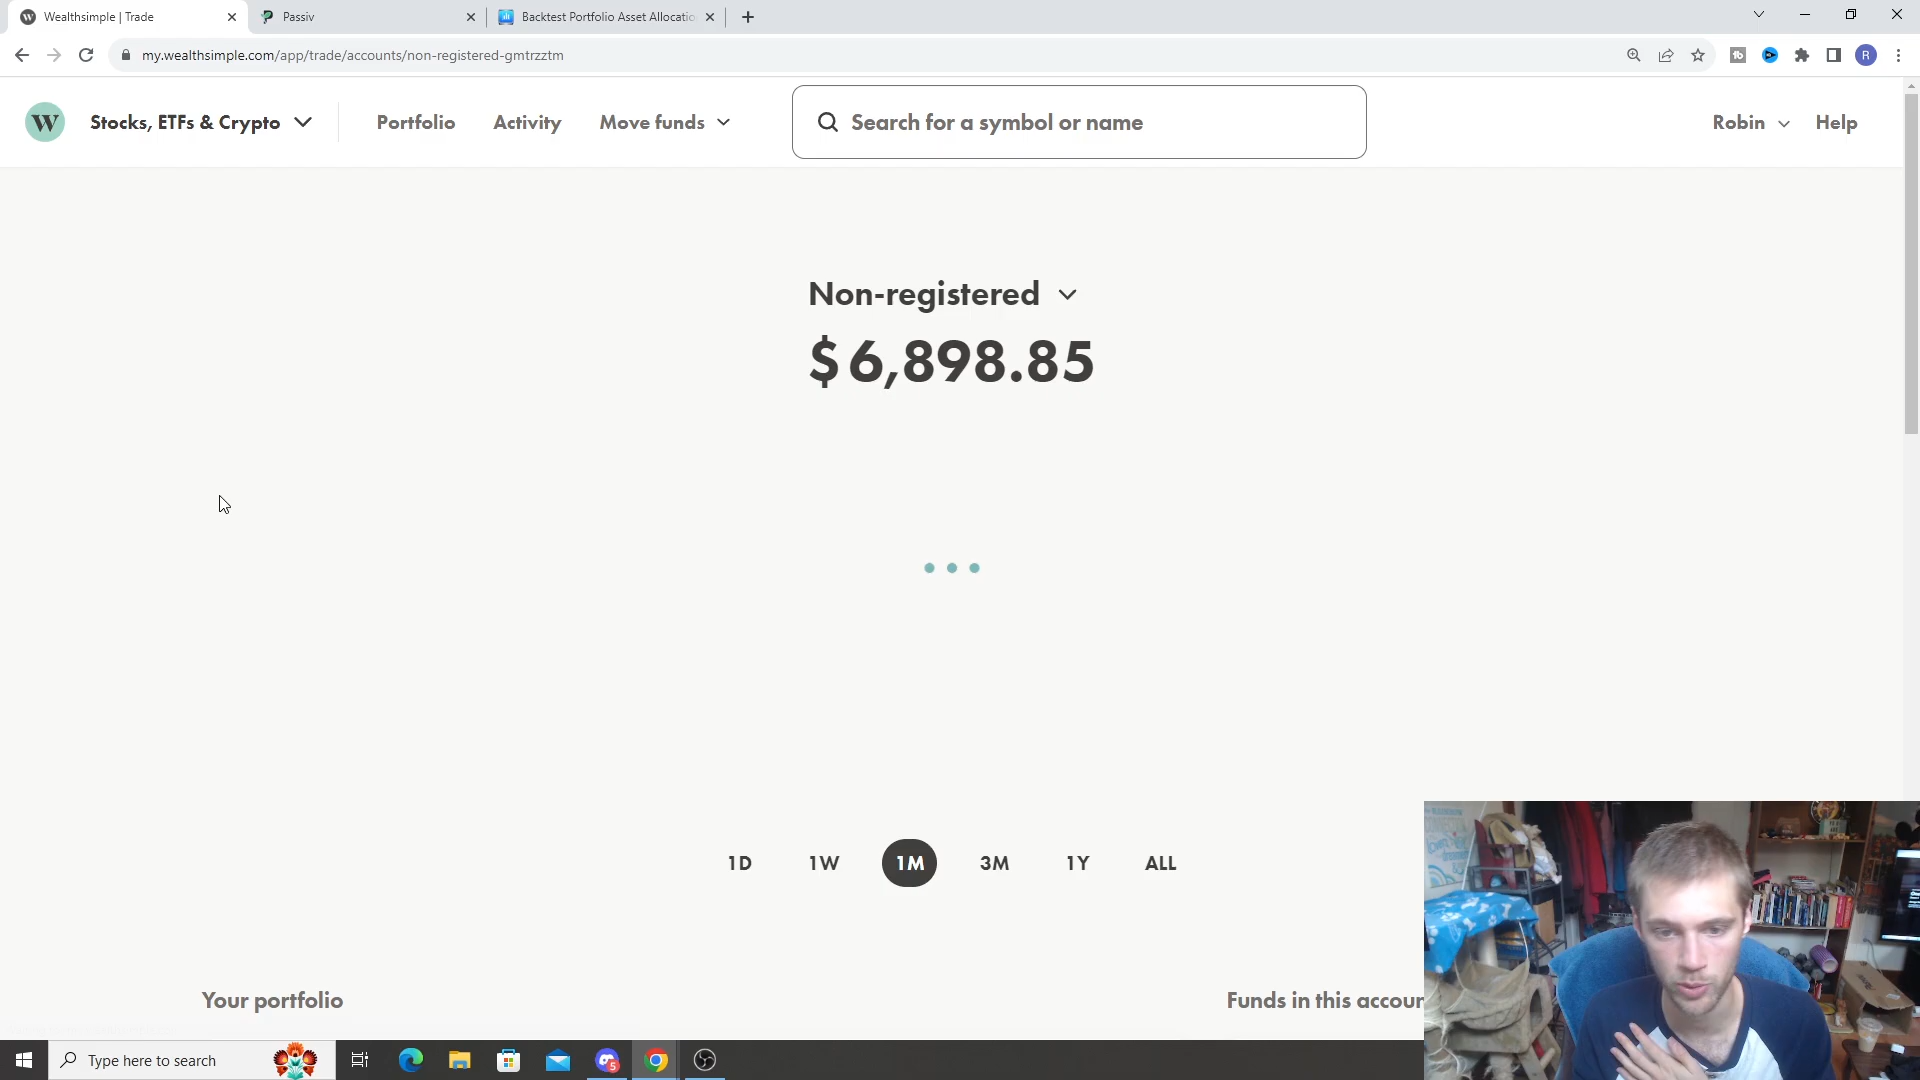 Wealthsimple | Trade
Passiv
Backtest Portfolio Asset Allocatio
my.wealthsimple.com/app/trade/accounts/non-registered-gmtrzztm
R
W
Stocks, ETFs & Crypto
Portfolio
Activity
Move funds
Search for a symbol or name
Robin
Help
Non-registered
$6,898.85
1D
1W
1M
3M
1Y
ALL
Your portfolio
Funds in this accoun
Type here to search
5